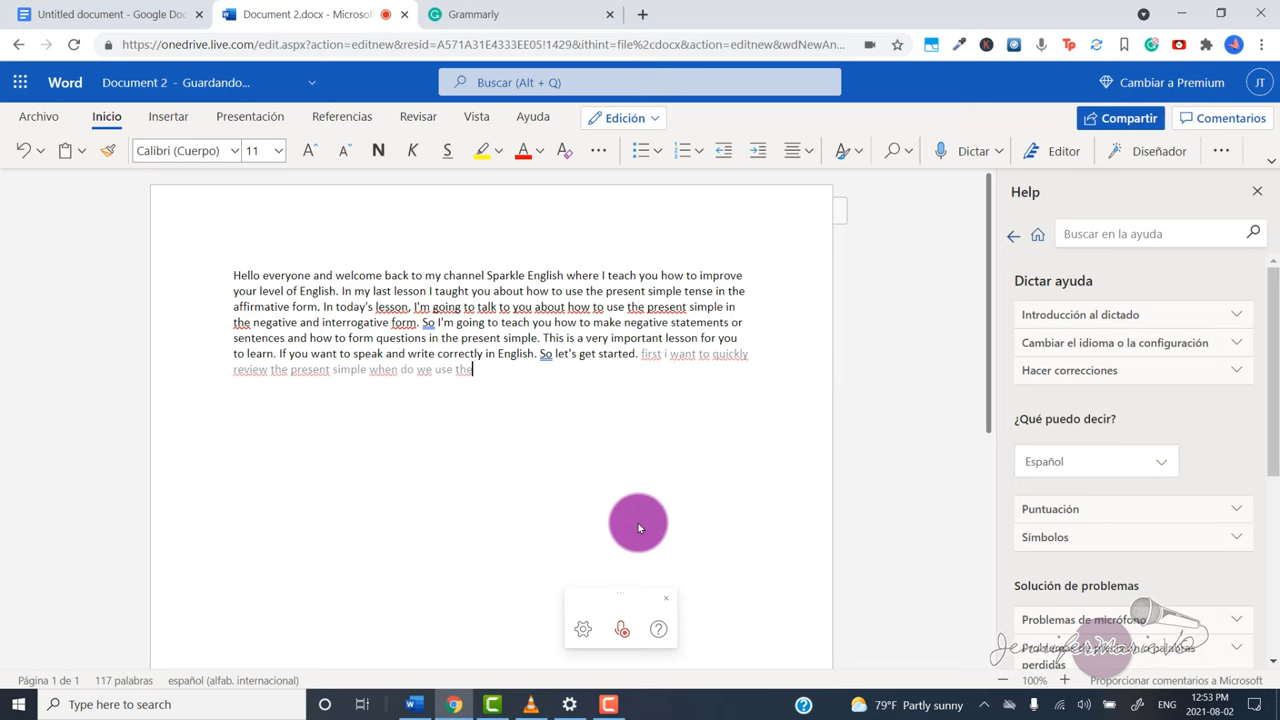 Untitled document - Google Doc
Document 2.docx - Microsoft
Grammarly
https://onedrive.live.com/edit.aspx?action=editnew&resid=A571A31E4333EE05!1429&ithint=file%2cdocx&action=editnew&wdNewAn...
Word Document 2 - Guardando...
Buscar (Alt + Q)
Cambiar a Premium
JT
Archivo Inicio Insertar Presentación Referencias Revisar Vista Ayuda
Edición
Compartir
Comentarios
Calibri (Cuerpo) 11
N K S
Dictar
Editor
Diseñador
Hello everyone and welcome back to my channel Sparkle English where I teach you how to improve
your level of English. In my last lesson I taught you about how to use the present simple tense in the
affirmative form. In today's lesson, I'm going to talk to you about how to use the present simple in
the negative and interrogative form. So I'm going to teach you how to make negative statements or
sentences and how to form questions in the present simple. This is a very important lesson for you
to learn. If you want to speak and write correctly in English. So let's get started. first i want to quickly
review the present simple when do we use the
Help
Buscar en la ayuda
Dictar ayuda
Introducción al dictado
Cambiar el idioma o la configuración
Hacer correcciones
¿Qué puedo decir?
Español
Puntuación
Símbolos
Solución de problemas
Problemas de micrófono
palabras
perdidas
Página 1 de 1
117 palabras
español (alfab. internacional)
100%
Proporcionar comentarios a Microsoft
Type here to search
79°F Partly sunny
ENG
12:53 PM
2021-08-02